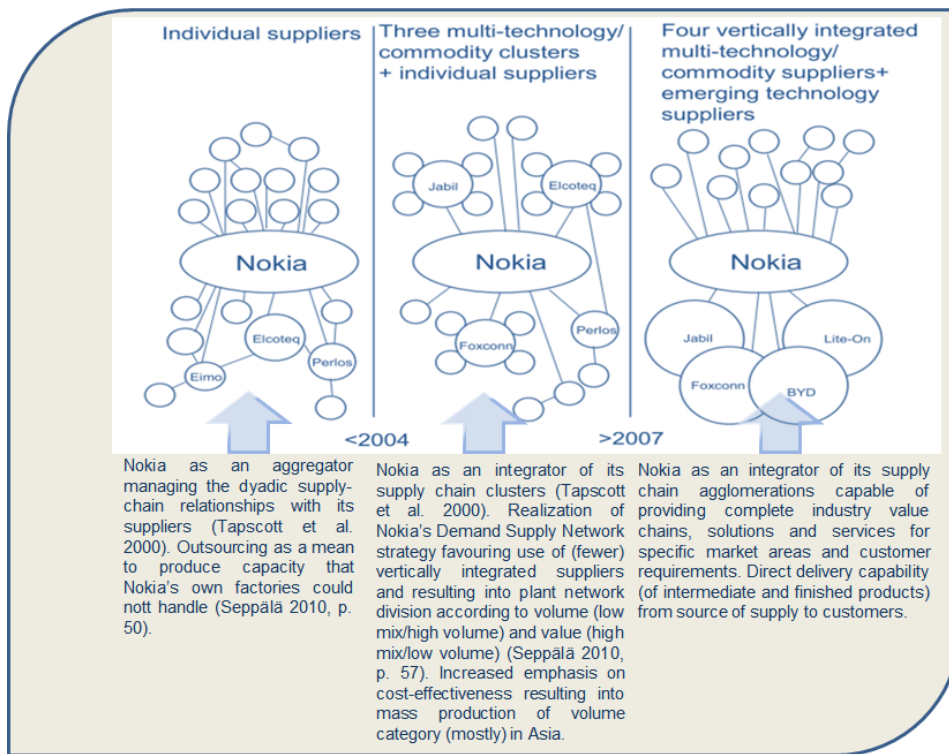 Individual suppliers
Nokia
Elcoteq
Perlos
Eimo
Three multi-technology/
commodity clusters
+ individual suppliers
Jabil
Elcoteq
Nokia
Foxconn
Perlos
Four vertically integrated
multi-technology/
commodity suppliers+
emerging technology
suppliers
Nokia
Jabil
Lite-On
Foxconn
BYD
<2004
>2007
Nokia as an aggregator
managing the dyadic supply-
chain relationships with its
suppliers (Tapscott et al.
2000). Outsourcing as a mean
to produce capacity that
Nokia's own factories could
nott handle (Seppälä 2010, p.
50).
Nokia as an integrator of its
supply chain clusters (Tapscott
et al. 2000). Realization of
Nokia's Demand Supply Network
strategy favouring use of (fewer)
vertically integrated suppliers
and resulting into plant network
division according to volume (low
mix/high volume) and value (high
mix/low volume) (Seppälä 2010,
p. 57). Increased emphasis on
cost-effectiveness resulting into
mass production of volume
category (mostly) in Asia.
Nokia as an integrator of its supply
chain agglomerations capable of
providing complete industry value
chains, solutions and services for
specific market areas and customer
requirements. Direct delivery capability
(of intermediate and finished products)
from source of supply to customers.